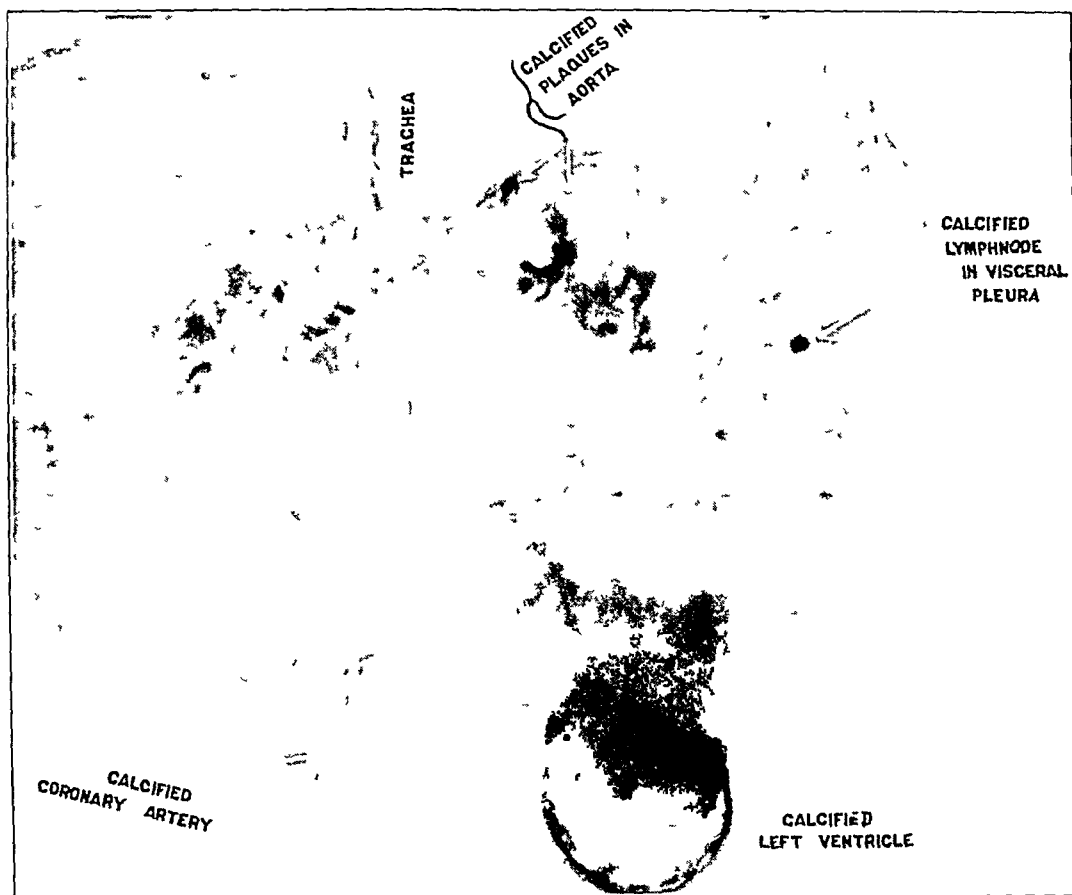 CALCIFIED
PLAQUES IN
AORTA
TRACHEA
CALCIFIED
LYMPHNODE
IN VISCERAL
PLEURA
CALCIFIED
CORONARY ARTERY
CALCIFIED
LEFT VENTRICLE